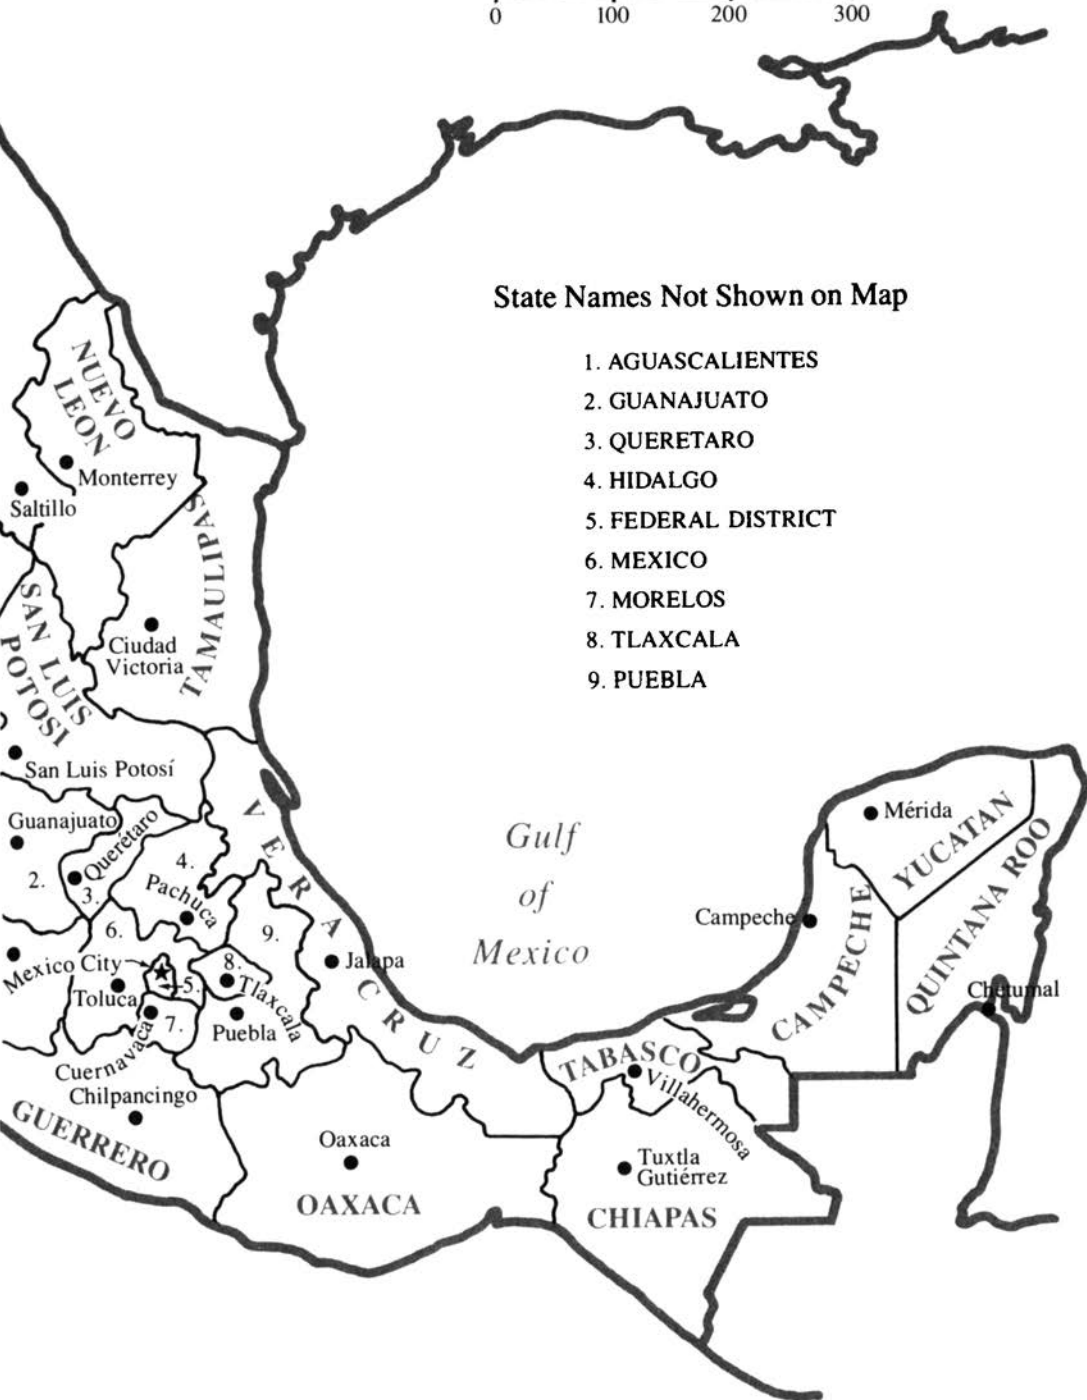 0 100 200 300
State Names Not Shown on Map
1. AGUASCALIENTES
2. GUANAJUATO
3. QUERETARO
4. HIDALGO
5. FEDERAL DISTRICT
6. MEXICO
7. MORELOS
8. TLAXCALA
9. PUEBLA
NUEVO
LEON
Monterrey
Saltillo
TAMAULIPAS
SAN LUIS
POTOSI
Ciudad
Victoria
San Luis Potosí
Guanajuato
Querétaro
2.
3.
4.
Pachuca
VERACRUZ
6.
9.
Mexico City
5.
8.
Tlaxcala
Jalapa
Toluca
7.
Puebla
Cuernavaca
Chilpancingo
GUERRERO
Oaxaca
OAXACA
Gulf
of
Mexico
Mérida
YUCATAN
Campeche
CAMPECHE
QUINTANA ROO
Chetumal
TABASCO
Villahermosa
Tuxtla
Gutiérrez
CHIAPAS